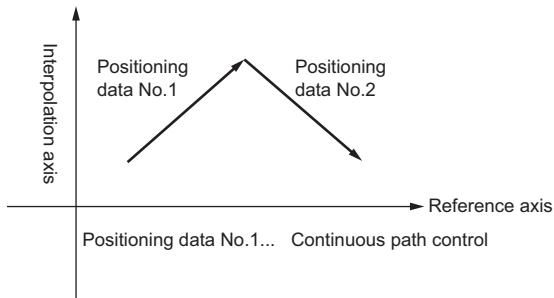 Interpolation axis
Positioning
data No.1
Positioning
data No.2
Reference axis
Positioning data No.1... Continuous path control